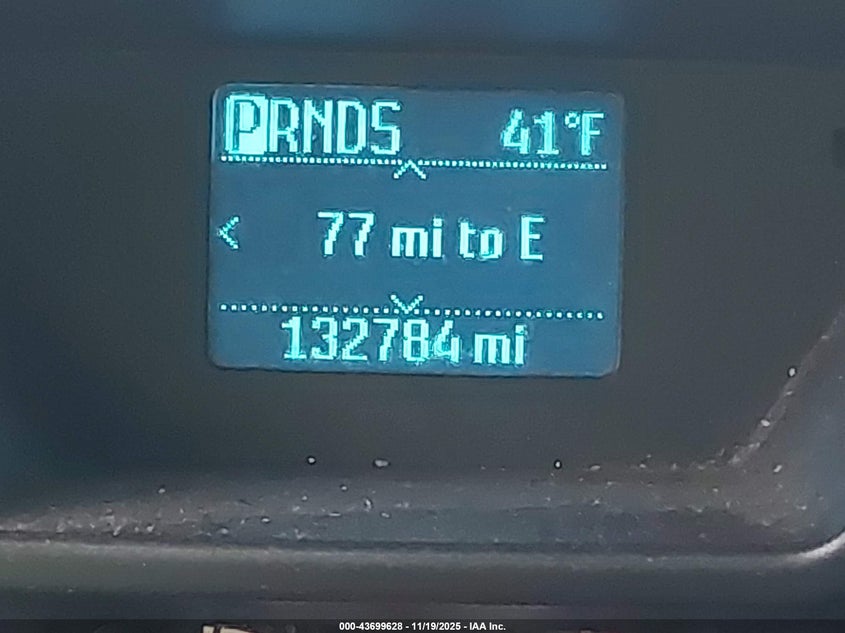 PRNDS 41°F
< 77 mi to E
132784 mi
000-43699628 - 11/19/2025 - IAA Inc.